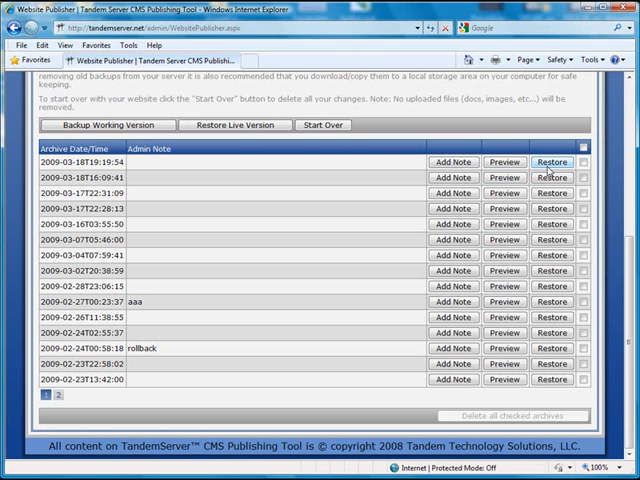 Website Publisher | Tandem Server CMS Publishing Tool - Windows Internet Explorer
http://tandemserver.net/admin/WebsitePublisher.aspx
Google
File Edit View Favorites Tools Help
Favorites Website Publisher | Tandem Server CMS Publishi... Page Safety Tools
removing old backups from your server it is also recommended that you download/copy them to a local storage area on your computer for safe
keeping.
To start over with your website click the "Start Over" button to delete all your changes. Note: No uploaded files (docs, images, etc...) will be
removed.
Backup Working Version Restore Live Version Start Over
Archive Date/Time Admin Note
2009-03-18T19:19:54 Add Note Preview Restore
2009-03-18T16:09:41 Add Note Preview Restore
2009-03-17T22:31:09 Add Note Preview Restore
2009-03-17T22:28:13 Add Note Preview Restore
2009-03-16T03:55:50 Add Note Preview Restore
2009-03-07T05:46:00 Add Note Preview Restore
2009-03-04T07:59:41 Add Note Preview Restore
2009-03-02T20:38:59 Add Note Preview Restore
2009-02-28T23:06:15 Add Note Preview Restore
2009-02-27T00:23:37 aaa Add Note Preview Restore
2009-02-26T11:38:55 Add Note Preview Restore
2009-02-24T02:55:37 Add Note Preview Restore
2009-02-24T00:58:18 rollback Add Note Preview Restore
2009-02-23T22:58:02 Add Note Preview Restore
2009-02-23T13:42:00 Add Note Preview Restore
1 2
Delete all checked archives
All content on TandemServer™ CMS Publishing Tool is © copyright 2008 Tandem Technology Solutions, LLC.
Internet | Protected Mode: Off 100%